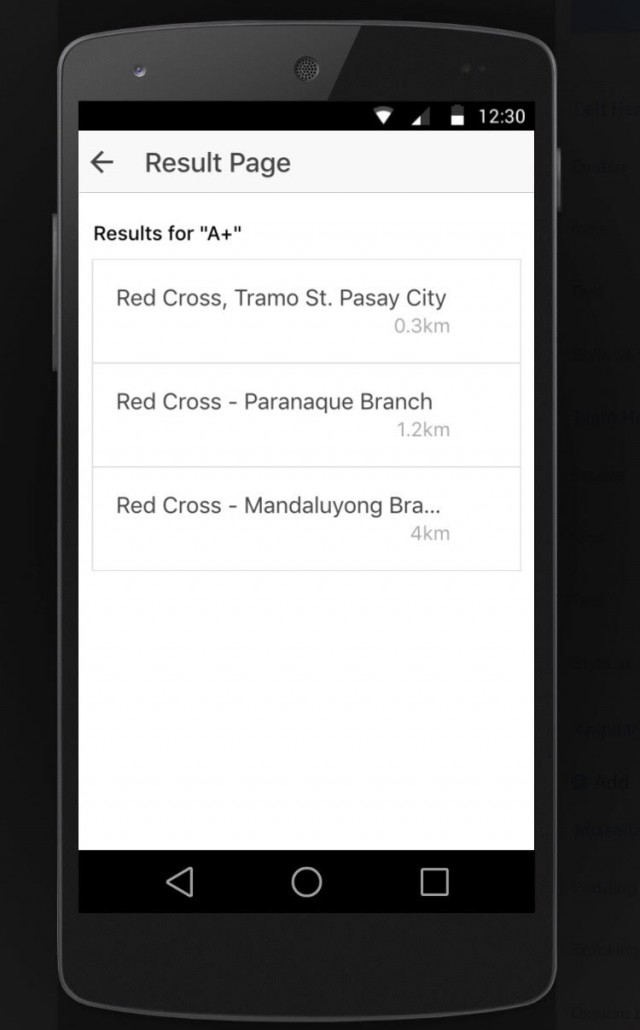 12:30
Result Page
Results for "A+"
Red Cross, Tramo St. Pasay City
0.3km
Red Cross - Paranaque Branch
1.2km
Red Cross - Mandaluyong Bra...
4km